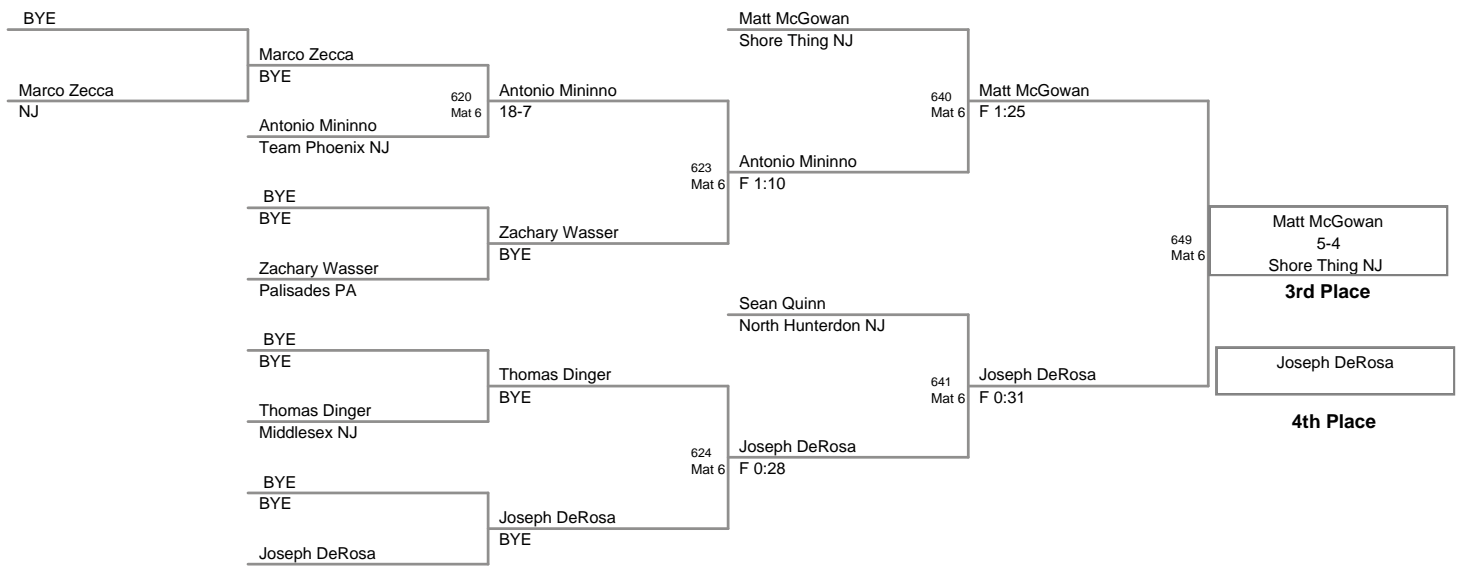 BYE
Marco Zecca
NJ
Marco Zecca
BYE
Antonio Mininno
Team Phoenix NJ
BYE
BYE
Zachary Wasser
Palisades PA
BYE
BYE
Thomas Dinger
Middlesex NJ
BYE
BYE
Joseph DeRosa
620
Mat 6
Antonio Mininno
18-7
Zachary Wasser
BYE
Thomas Dinger
BYE
Joseph DeRosa
BYE
Matt McGowan
Shore Thing NJ
623
Mat 6
Antonio Mininno
F 1:10
Sean Quinn
North Hunterdon NJ
624
Mat 6
Joseph DeRosa
F 0:28
640
Mat 6
Matt McGowan
F 1:25
641
Mat 6
Joseph DeRosa
F 0:31
649
Mat 6
Matt McGowan
5-4
Shore Thing NJ
3rd Place
Joseph DeRosa
4th Place